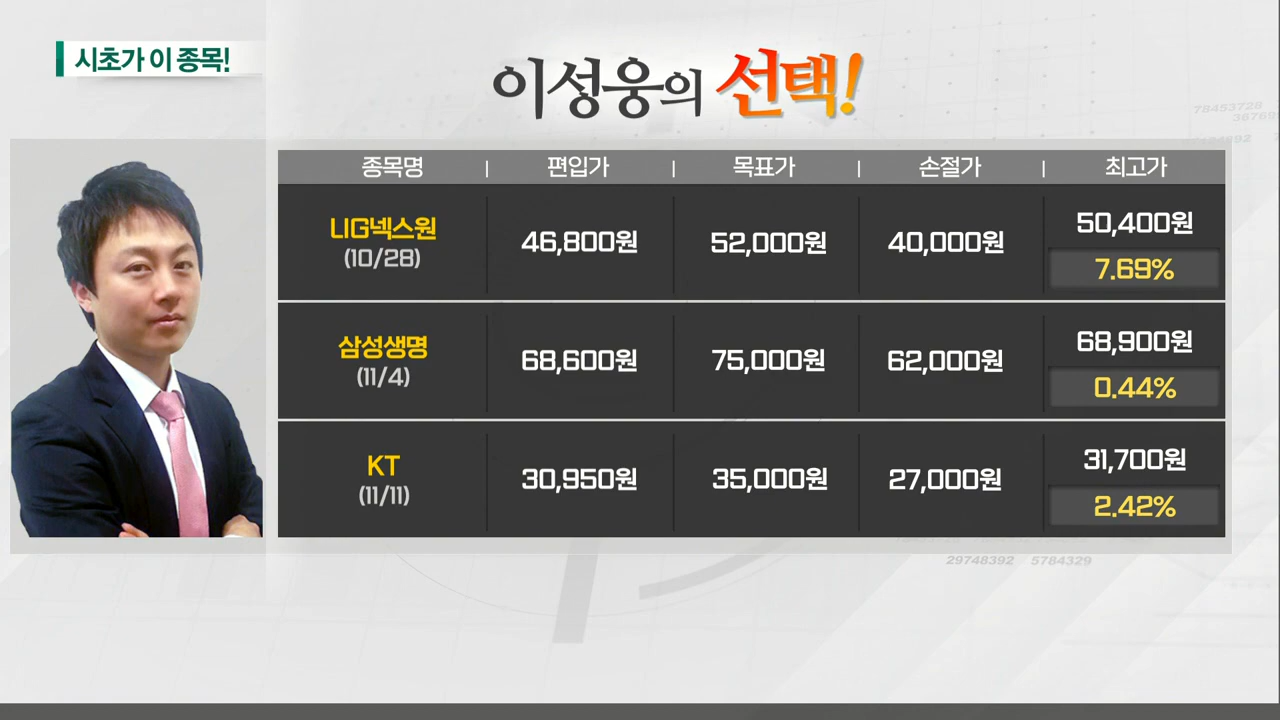 시초가 이 종목!
이성웅의 선택!
종목명 | 편입가 | 목표가 | 손절가 | 최고가
LIG넥스원 46,800원 52,000원 40,000원 50,400원
(10/28) 7.69%
삼성생명 68,600원 75,000원 62,000원 68,900원
(11/4) 0.44%
KT 30,950원 35,000원 27,000원 31,700원
(11/11) 2.42%
78453728
29748392 5784329